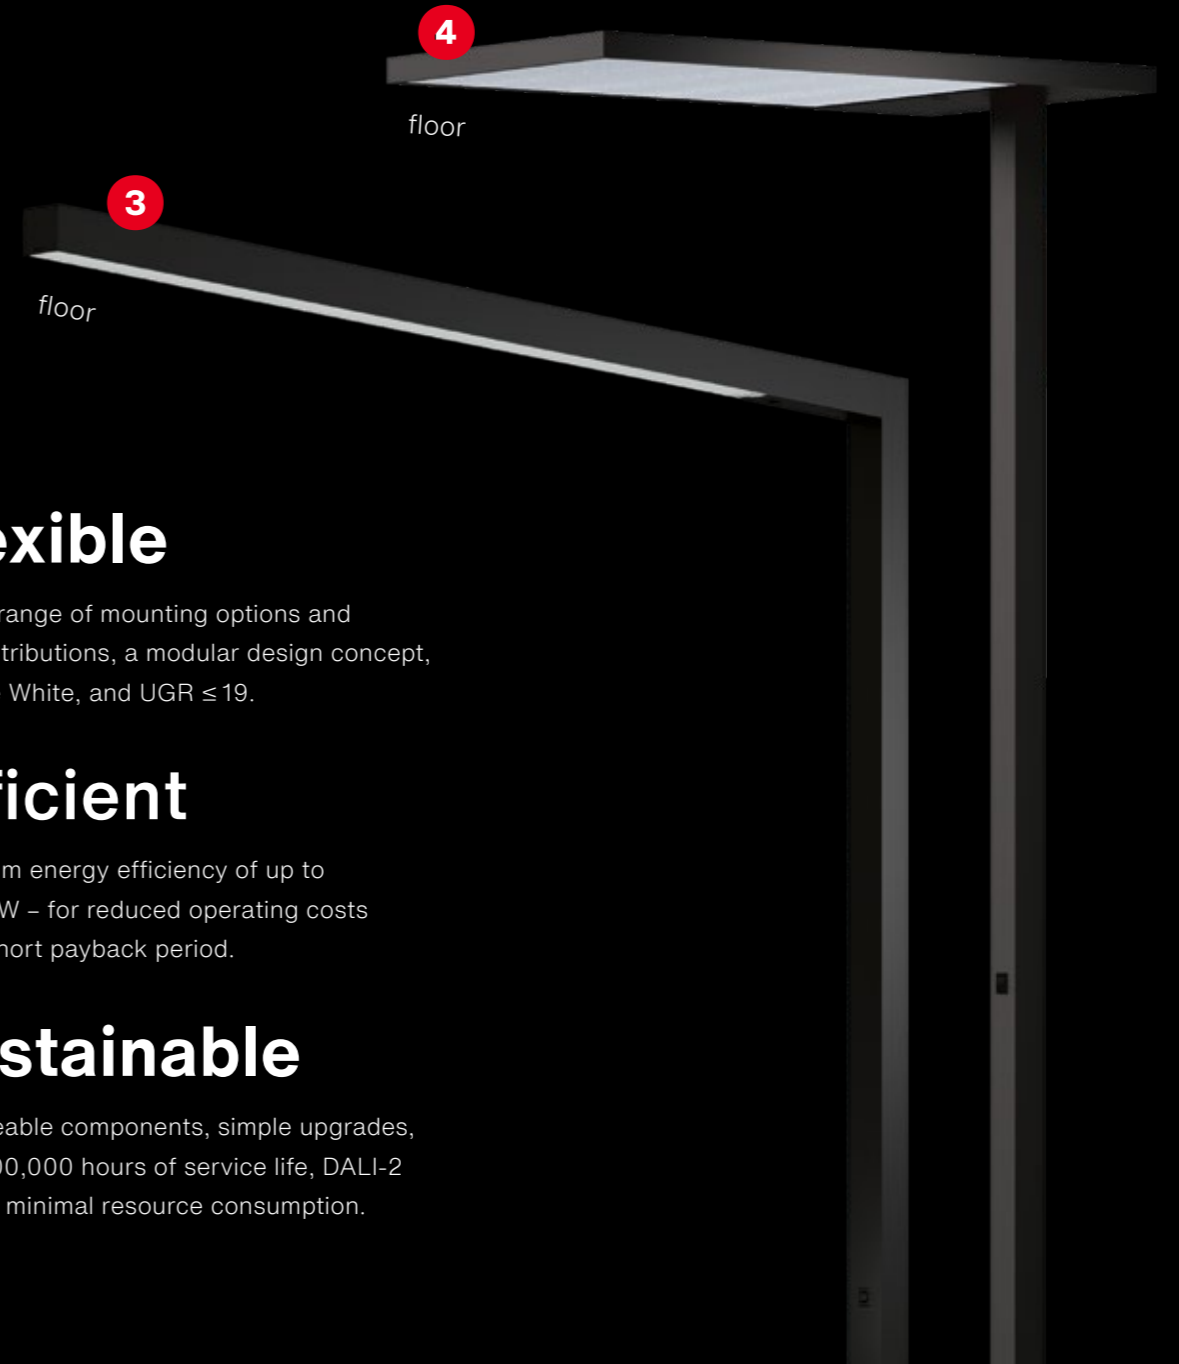 4
floor
3
floor
exible
range of mounting options and
tributions, a modular design concept,
White, and UGR ≤ 19.
ficient
m energy efficiency of up to
W – for reduced operating costs
hort payback period.
stainable
eable components, simple upgrades,
00,000 hours of service life, DALI-2
minimal resource consumption.